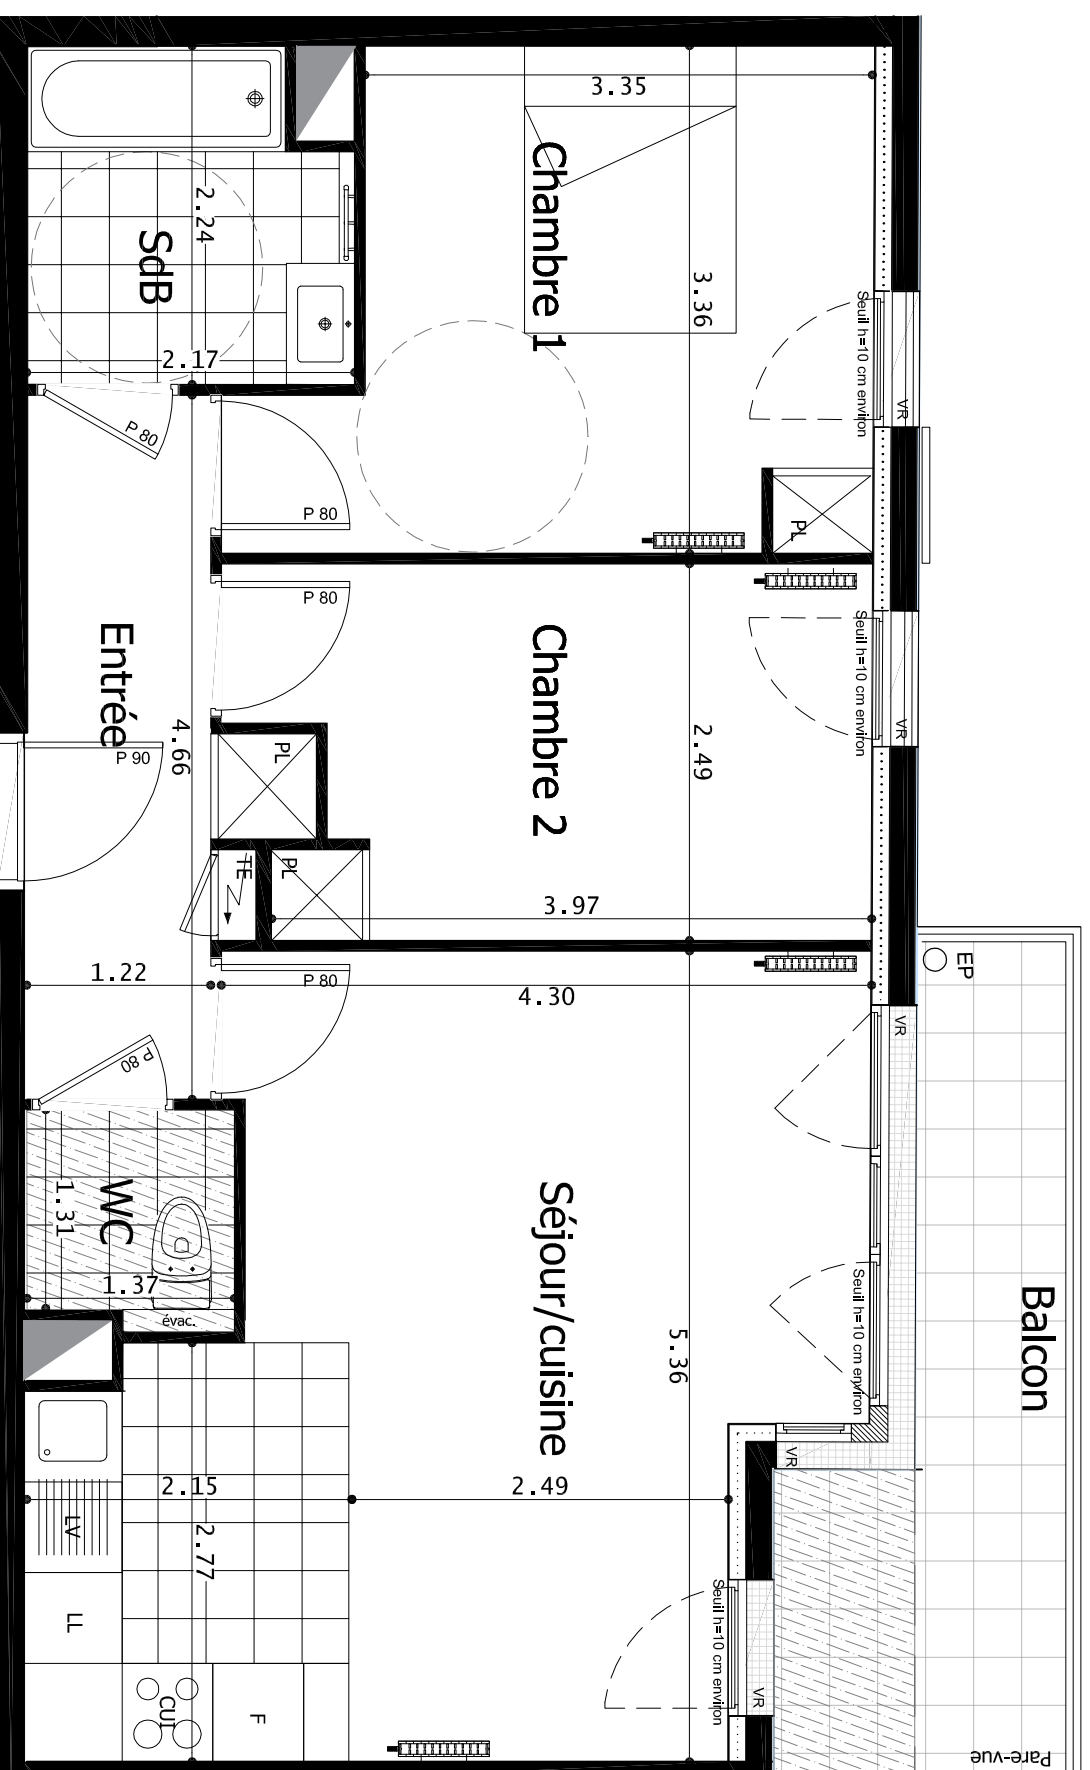 3.35
Chambre 1
2.24
SdB
3.36
Seuil h=10 cm environ
VR
2.17
P 80
P 80
PL
P 80
Seuil h=10 cm environ
VR
Entrée
Chambre 2
4.66
2.49
P 90
PL
TE
PL
3.97
EP
1.22
P 80
4.30
VR
P 80
WC
1.31
Séjour/cuisine
1.37
évac.
Seuil h=10 cm environ
Balcon
5.36
VR
2.15
2.49
LV
2.77
LL
Seuil h=10 cm environ
VR
CUI
F
Pare-vue